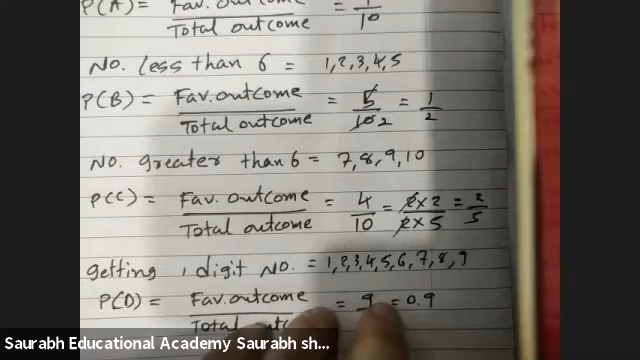 P(A) = Fav. outcome / Total outcome = 1/10
No. less than 6 = 1,2,3,4,5
P(B) = Fav. outcome / Total outcome = 5/10 2 = 1/2
No. greater than 6 = 7,8,9,10
P(C) = Fav. outcome / Total outcome = 4/10 = 2×2/2×5 = 2/5
getting 1 digit No. = 1,2,3,4,5,6,7,8,9
P(D) = Fav. outcome / Total = 9 = 0.9
Saurabh Educational Academy Saurabh sh...